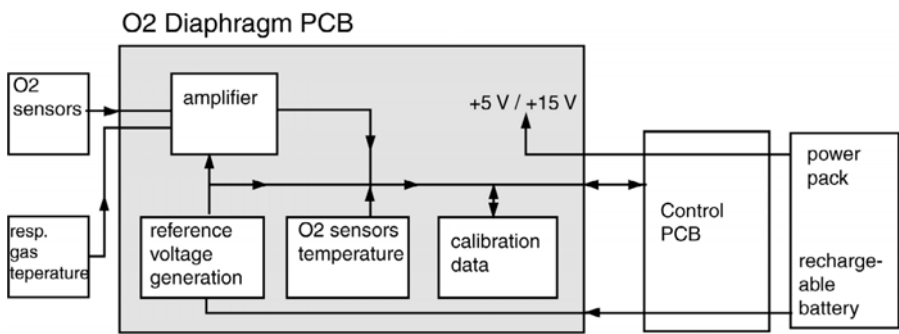 O2 Diaphragm PCB
O2
sensors
amplifier
+5 V / +15 V
power
pack
resp.
gas
teperature
reference
voltage
generation
O2 sensors
temperature
calibration
data
Control
PCB
recharge-
able
battery